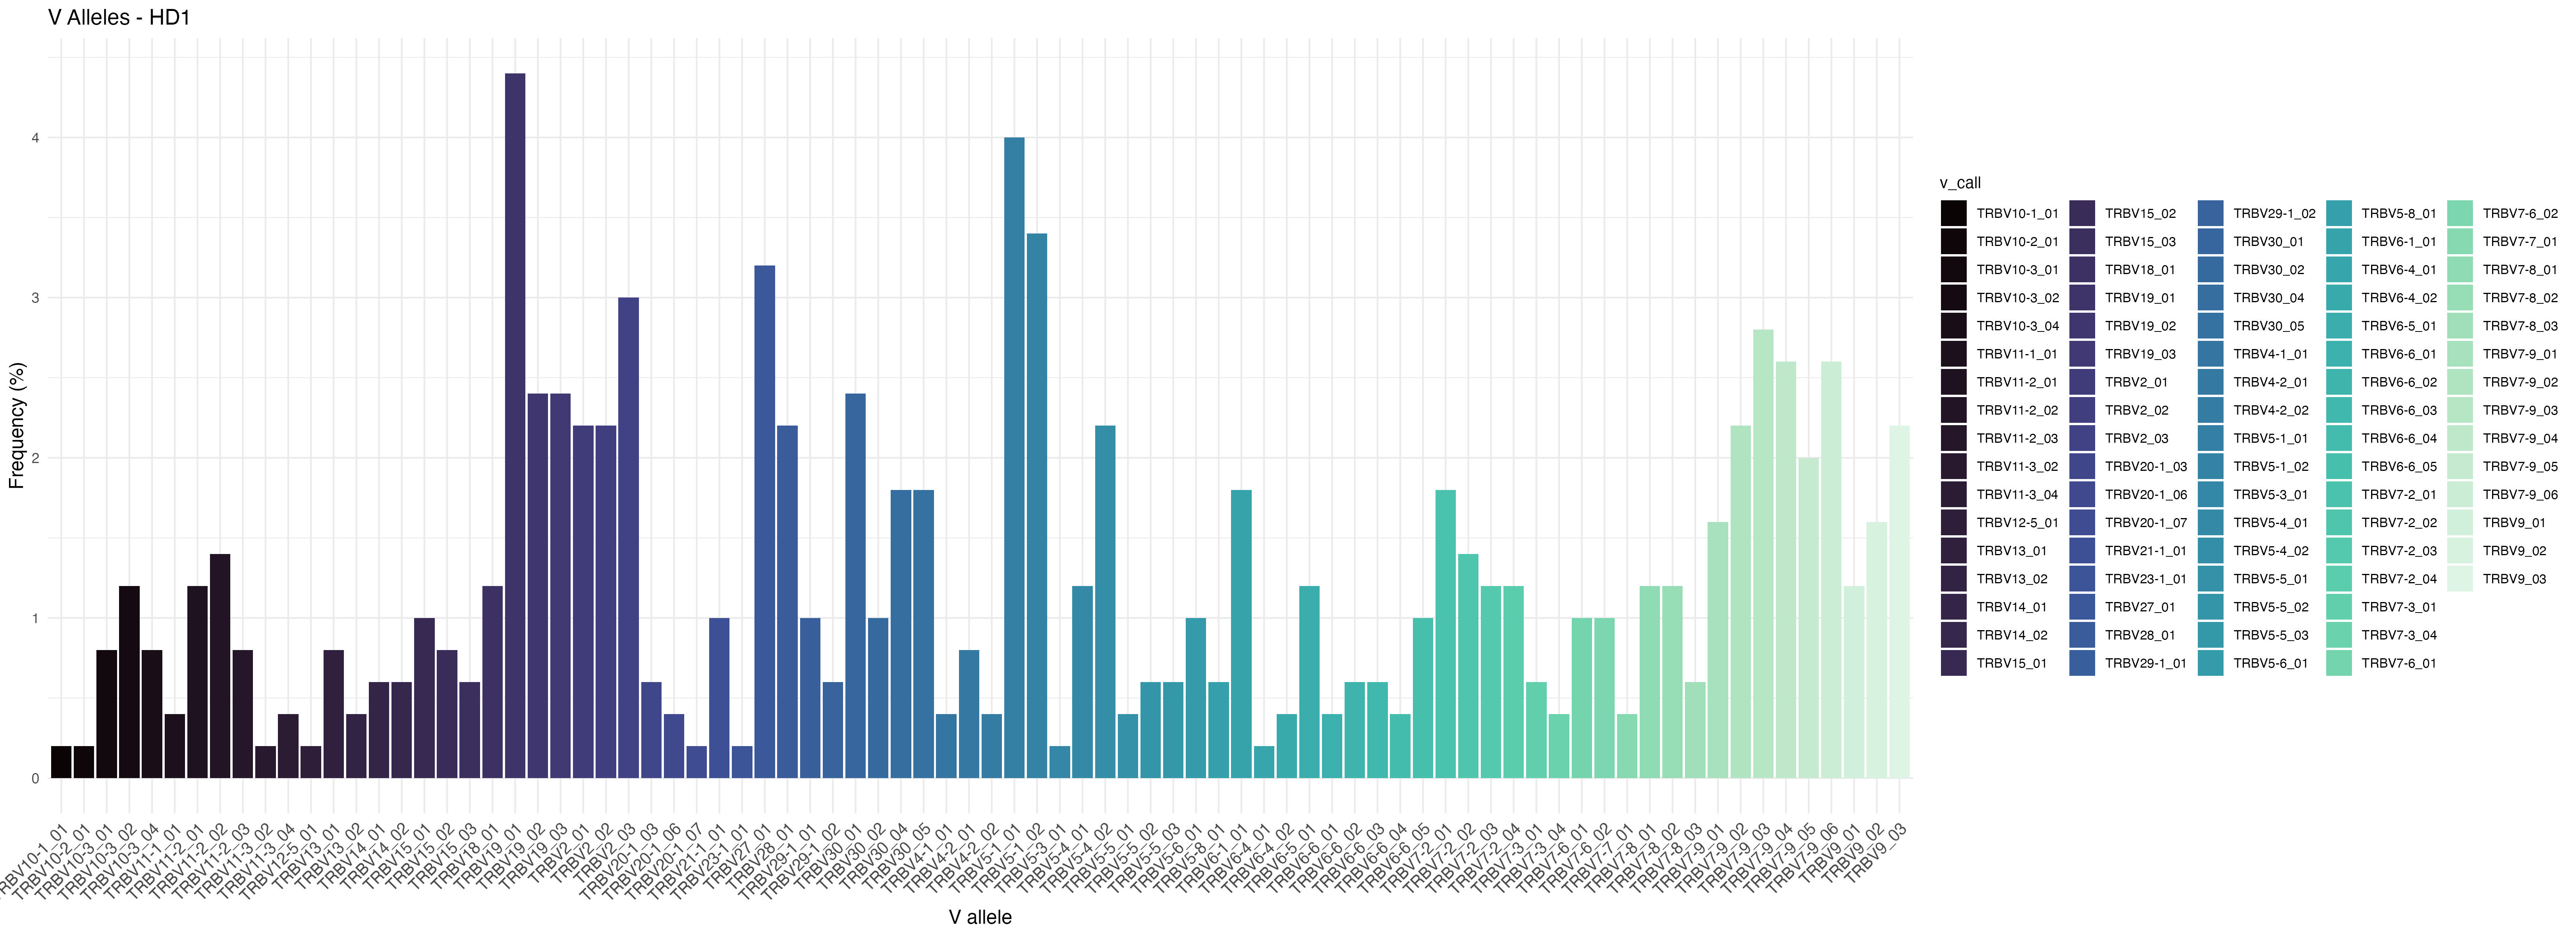 V Alleles - HD1
Frequency (%)
4
3
2
1
0
RBV10-1_01
TRBV10-2_01
TRBV10-3_01
TRBV10-3_02
TRBV10-3_04
TRBV11-1_01
TRBV11-2_01
TRBV11-2_02
TRBV11-2_03
TRBV11-3_02
TRBV11-3_04
TRBV12-5_01
TRBV13_01
TRBV13_02
TRBV14_01
TRBV14_02
TRBV15_01
TRBV15_02
TRBV15_03
TRBV18_01
TRBV19_01
TRBV19_02
TRBV19_03
TRBV2_01
TRBV2_02
TRBV2_03
TRBV20-1_03
TRBV20-1_06
TRBV20-1_07
TRBV21-1_01
TRBV23-1_01
TRBV27_01
TRBV28_01
TRBV29-1_01
TRBV29-1_02
TRBV30_01
TRBV30_02
TRBV30_04
TRBV30_05
TRBV4-1_01
TRBV4-2_01
TRBV4-2_02
TRBV5-1_01
TRBV5-1_02
TRBV5-3_01
TRBV5-4_01
TRBV5-4_02
TRBV5-5_01
TRBV5-5_02
TRBV5-5_03
TRBV5-6_01
TRBV5-8_01
TRBV6-1_01
TRBV6-4_01
TRBV6-4_02
TRBV6-5_01
TRBV6-6_01
TRBV6-6_02
TRBV6-6_03
TRBV6-6_04
TRBV6-6_05
TRBV7-2_01
TRBV7-2_02
TRBV7-2_03
TRBV7-2_04
TRBV7-3_01
TRBV7-3_04
TRBV7-6_01
TRBV7-6_02
TRBV7-7_01
TRBV7-8_01
TRBV7-8_02
TRBV7-8_03
TRBV7-9_01
TRBV7-9_02
TRBV7-9_03
TRBV7-9_04
TRBV7-9_05
TRBV7-9_06
TRBV9_01
TRBV9_02
TRBV9_03
V allele
v_call
TRBV10-1_01
TRBV10-2_01
TRBV10-3_01
TRBV10-3_02
TRBV10-3_04
TRBV11-1_01
TRBV11-2_01
TRBV11-2_02
TRBV11-2_03
TRBV11-3_02
TRBV11-3_04
TRBV12-5_01
TRBV13_01
TRBV13_02
TRBV14_01
TRBV14_02
TRBV15_01
TRBV15_02
TRBV15_03
TRBV18_01
TRBV19_01
TRBV19_02
TRBV19_03
TRBV2_01
TRBV2_02
TRBV2_03
TRBV20-1_03
TRBV20-1_06
TRBV20-1_07
TRBV21-1_01
TRBV23-1_01
TRBV27_01
TRBV28_01
TRBV29-1_01
TRBV29-1_02
TRBV30_01
TRBV30_02
TRBV30_04
TRBV30_05
TRBV4-1_01
TRBV4-2_01
TRBV4-2_02
TRBV5-1_01
TRBV5-1_02
TRBV5-3_01
TRBV5-4_01
TRBV5-4_02
TRBV5-5_01
TRBV5-5_02
TRBV5-5_03
TRBV5-6_01
TRBV5-8_01
TRBV6-1_01
TRBV6-4_01
TRBV6-4_02
TRBV6-5_01
TRBV6-6_01
TRBV6-6_02
TRBV6-6_03
TRBV6-6_04
TRBV6-6_05
TRBV7-2_01
TRBV7-2_02
TRBV7-2_03
TRBV7-2_04
TRBV7-3_01
TRBV7-3_04
TRBV7-6_01
TRBV7-6_02
TRBV7-7_01
TRBV7-8_01
TRBV7-8_02
TRBV7-8_03
TRBV7-9_01
TRBV7-9_02
TRBV7-9_03
TRBV7-9_04
TRBV7-9_05
TRBV7-9_06
TRBV9_01
TRBV9_02
TRBV9_03